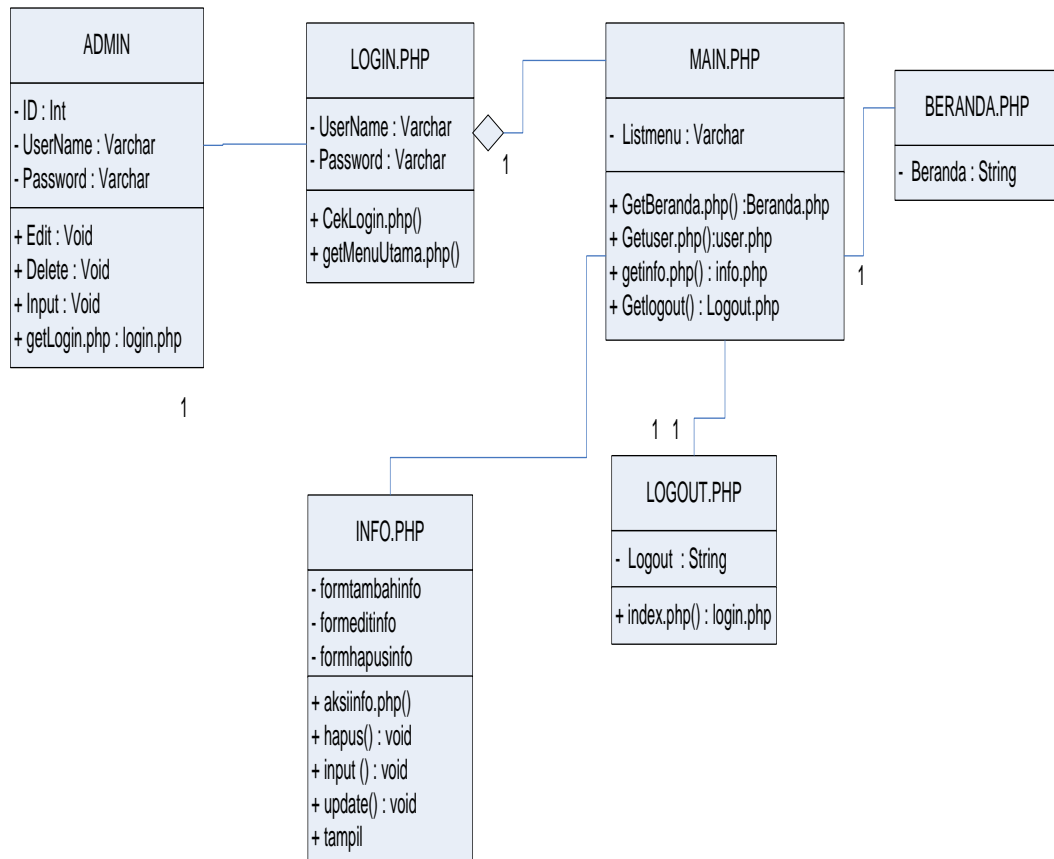 ADMIN
- ID : Int
- UserName : Varchar
- Password : Varchar
+ Edit : Void
+ Delete : Void
+ Input : Void
+ getLogin.php : login.php
1
LOGIN.PHP
- UserName : Varchar
- Password : Varchar
+ CekLogin.php()
+ getMenuUtama.php()
1
MAIN.PHP
- Listmenu : Varchar
+ GetBeranda.php() :Beranda.php
+ Getuser.php():user.php
+ getinfo.php() : info.php
+ Getlogout() : Logout.php
1
BERANDA.PHP
- Beranda : String
1 1
INFO.PHP
- formtambahinfo
- formeditinfo
- formhapusinfo
+ aksiinfo.php()
+ hapus() : void
+ input () : void
+ update() : void
+ tampil
LOGOUT.PHP
- Logout : String
+ index.php() : login.php